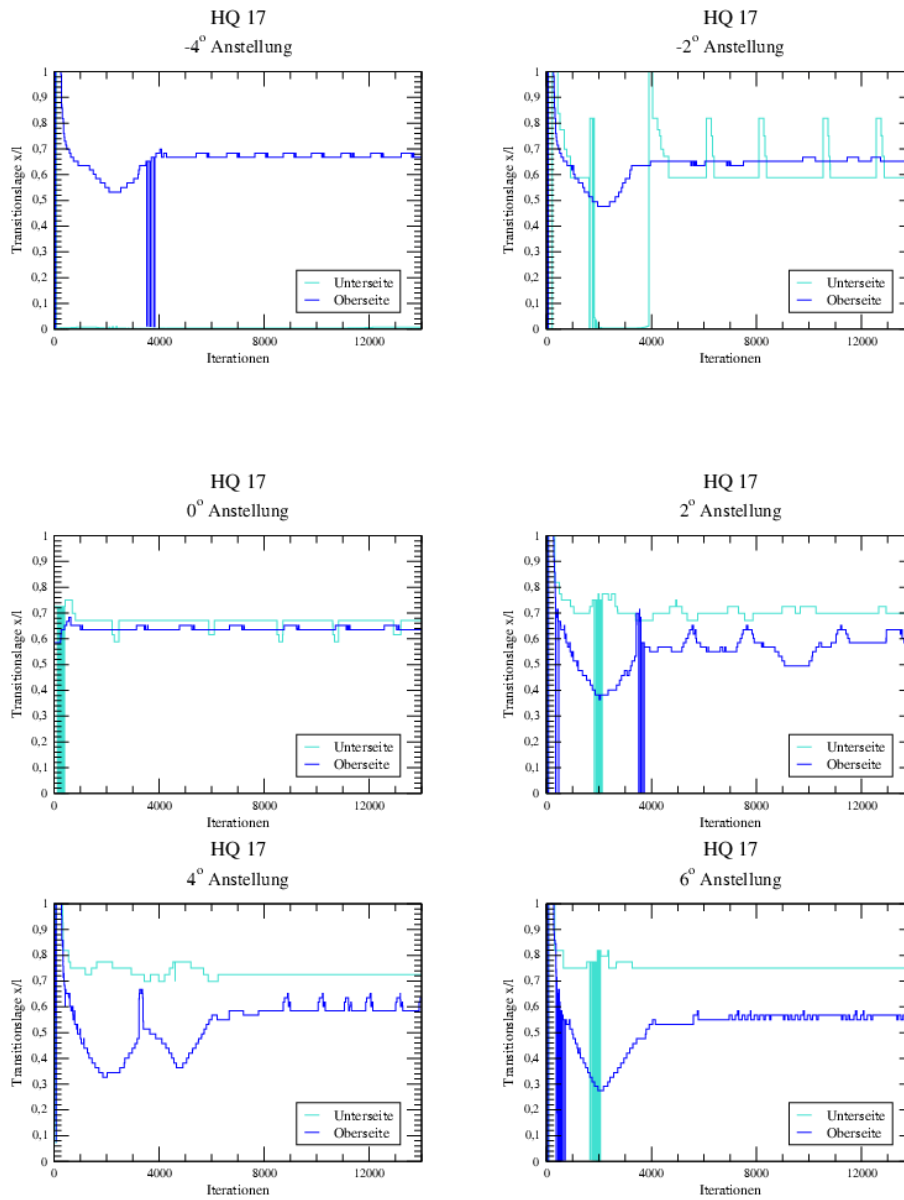 HQ 17
-4° Anstellung
Transitionslage x/l
1
0,9
0,8
0,7
0,6
0,5
0,4
0,3
0,2
0,1
0
0
4000
8000
12000
Iterationen
Unterseite
Oberseite
HQ 17
-2° Anstellung
Transitionslage x/l
1
0,9
0,8
0,7
0,6
0,5
0,4
0,3
0,2
0,1
0
0
4000
8000
12000
Iterationen
Unterseite
Oberseite
HQ 17
0° Anstellung
Transitionslage x/l
1
0,9
0,8
0,7
0,6
0,5
0,4
0,3
0,2
0,1
0
0
4000
8000
12000
Iterationen
Unterseite
Oberseite
HQ 17
2° Anstellung
Transitionslage x/l
1
0,9
0,8
0,7
0,6
0,5
0,4
0,3
0,2
0,1
0
0
4000
8000
12000
Iterationen
Unterseite
Oberseite
HQ 17
4° Anstellung
Transitionslage x/l
1
0,9
0,8
0,7
0,6
0,5
0,4
0,3
0,2
0,1
0
0
4000
8000
12000
Iterationen
Unterseite
Oberseite
HQ 17
6° Anstellung
Transitionslage x/l
1
0,9
0,8
0,7
0,6
0,5
0,4
0,3
0,2
0,1
0
0
4000
8000
12000
Iterationen
Unterseite
Oberseite